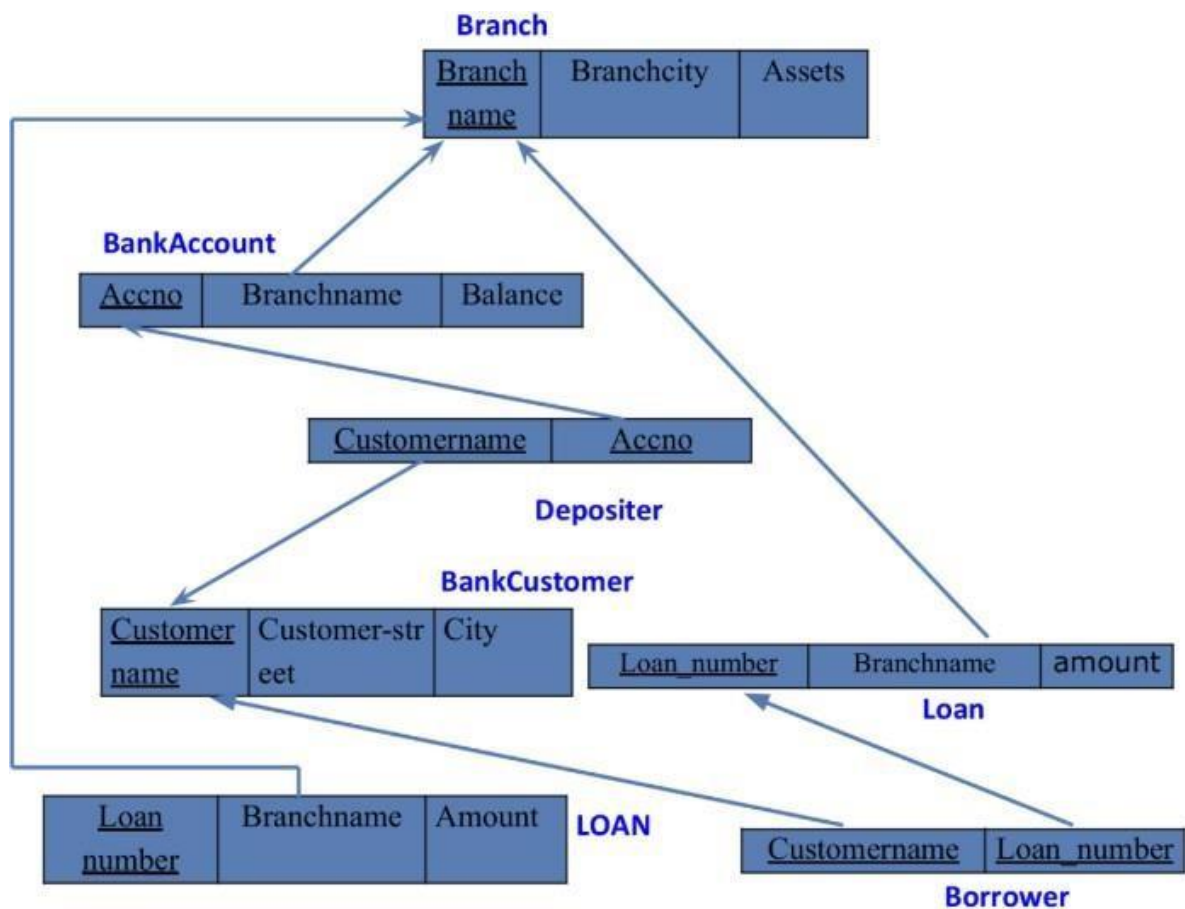 Branch
Branch Branchcity Assets
name
BankAccount
Accno Branchname Balance
Customername Accno
Depositer
BankCustomer
Customer Customer-str City
name eet
Loan_number Branchname amount
Loan
Loan Branchname Amount
number
LOAN
Customername Loan_number
Borrower